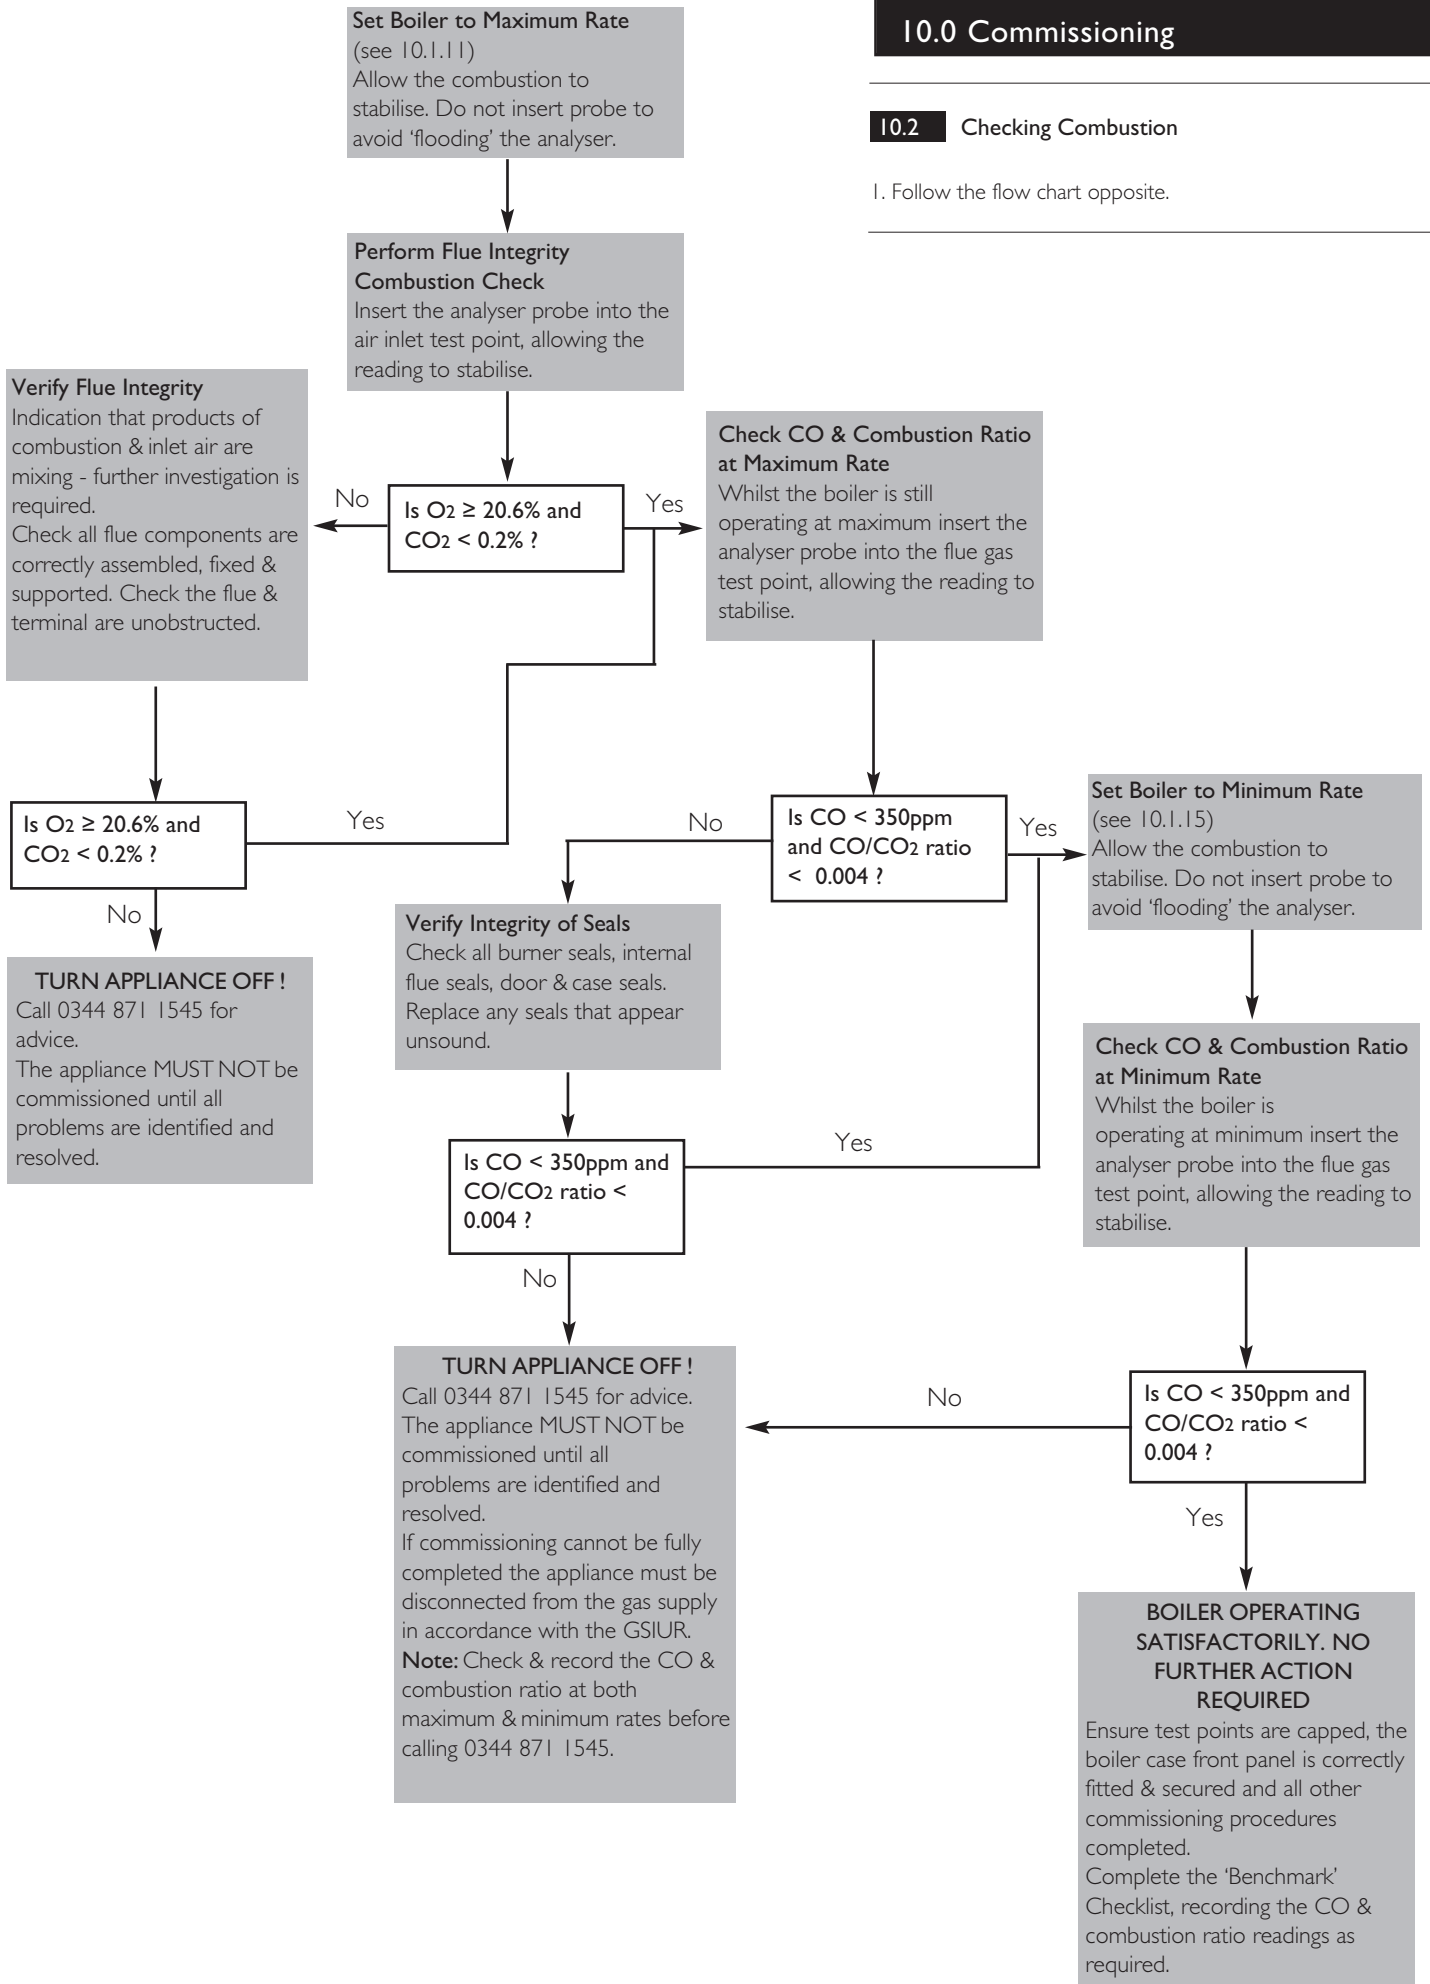 10.0 Commissioning
10.2 Checking Combustion
1. Follow the flow chart opposite.
Set Boiler to Maximum Rate
(see 10.1.11)
Allow the combustion to
stabilise. Do not insert probe to
avoid ‘flooding’ the analyser.
Perform Flue Integrity
Combustion Check
Insert the analyser probe into the
air inlet test point, allowing the
reading to stabilise.
Is O2 ≥ 20.6% and
CO2 < 0.2% ?
No
Yes
Verify Flue Integrity
Indication that products of
combustion & inlet air are
mixing - further investigation is
required.
Check all flue components are
correctly assembled, fixed &
supported. Check the flue &
terminal are unobstructed.
Is O2 ≥ 20.6% and
CO2 < 0.2% ?
Yes
No
TURN APPLIANCE OFF !
Call 0344 871 1545 for
advice.
The appliance MUST NOT be
commissioned until all
problems are identified and
resolved.
Check CO & Combustion Ratio
at Maximum Rate
Whilst the boiler is still
operating at maximum insert the
analyser probe into the flue gas
test point, allowing the reading to
stabilise.
Is CO < 350ppm
and CO/CO2 ratio
< 0.004 ?
No
Yes
Verify Integrity of Seals
Check all burner seals, internal
flue seals, door & case seals.
Replace any seals that appear
unsound.
Is CO < 350ppm and
CO/CO2 ratio <
0.004 ?
Yes
No
TURN APPLIANCE OFF !
Call 0344 871 1545 for advice.
The appliance MUST NOT be
commissioned until all
problems are identified and
resolved.
If commissioning cannot be fully
completed the appliance must be
disconnected from the gas supply
in accordance with the GSIUR.
Note: Check & record the CO &
combustion ratio at both
maximum & minimum rates before
calling 0344 871 1545.
Set Boiler to Minimum Rate
(see 10.1.15)
Allow the combustion to
stabilise. Do not insert probe to
avoid ‘flooding’ the analyser.
Check CO & Combustion Ratio
at Minimum Rate
Whilst the boiler is
operating at minimum insert the
analyser probe into the flue gas
test point, allowing the reading to
stabilise.
Is CO < 350ppm and
CO/CO2 ratio <
0.004 ?
No
Yes
BOILER OPERATING
SATISFACTORILY. NO
FURTHER ACTION
REQUIRED
Ensure test points are capped, the
boiler case front panel is correctly
fitted & secured and all other
commissioning procedures
completed.
Complete the ‘Benchmark’
Checklist, recording the CO &
combustion ratio readings as
required.